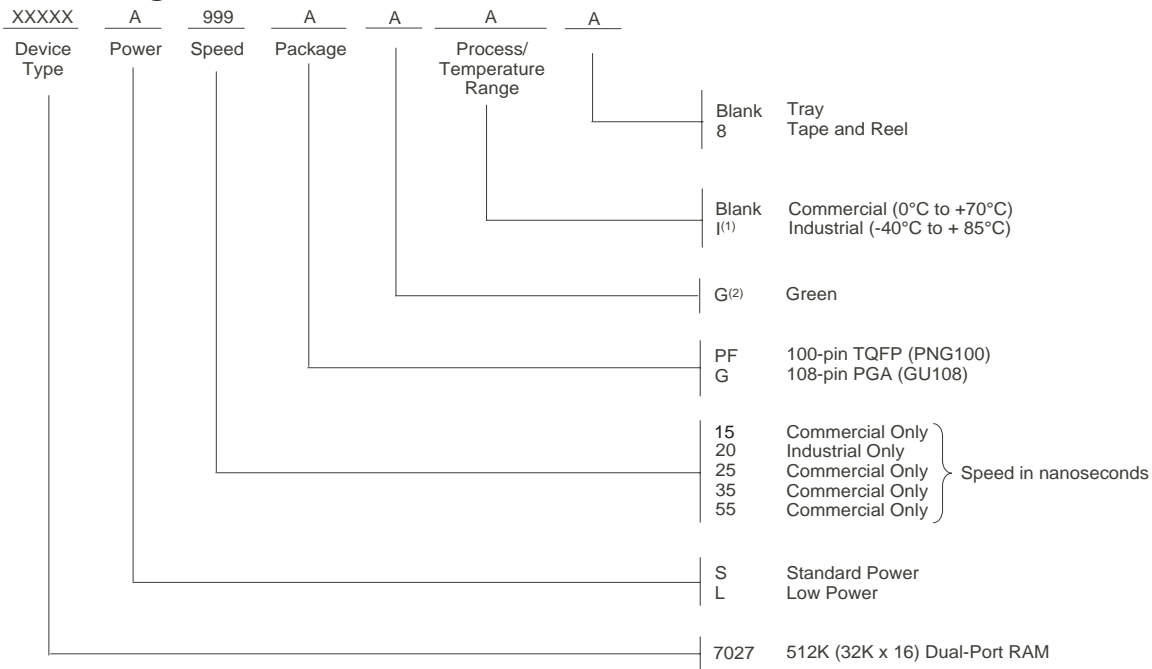 XXXXX A 999 A A A A
Device Type
Power
Speed
Package
Process/
Temperature
Range
Blank Tray
8 Tape and Reel
Blank Commercial (0°C to +70°C)
I(1) Industrial (-40°C to + 85°C)
G(2) Green
PF 100-pin TQFP (PNG100)
G 108-pin PGA (GU108)
15 Commercial Only
20 Industrial Only
25 Commercial Only
35 Commercial Only
55 Commercial Only
Speed in nanoseconds
S Standard Power
L Low Power
7027 512K (32K x 16) Dual-Port RAM